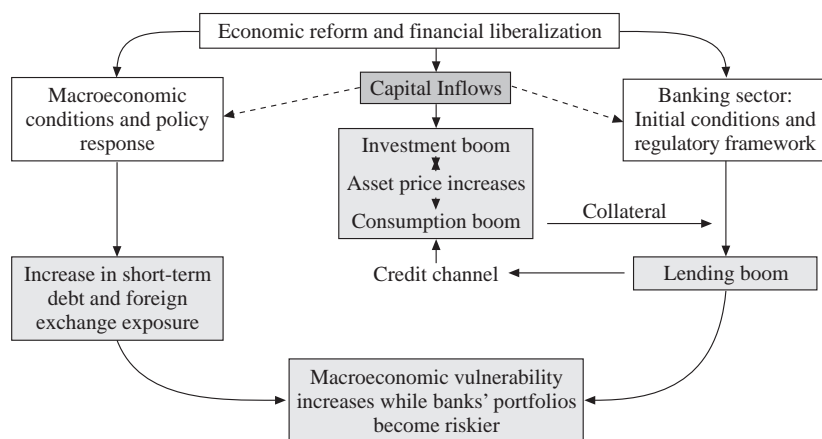 Economic reform and financial liberalization
Macroeconomic
conditions and policy
response
Capital Inflows
Banking sector:
Initial conditions and
regulatory framework
Investment boom
Asset price increases
Consumption boom
Collateral
Increase in short-term
debt and foreign
exchange exposure
Credit channel
Lending boom
Macroeconomic vulnerability
increases while banks’ portfolios
become riskier